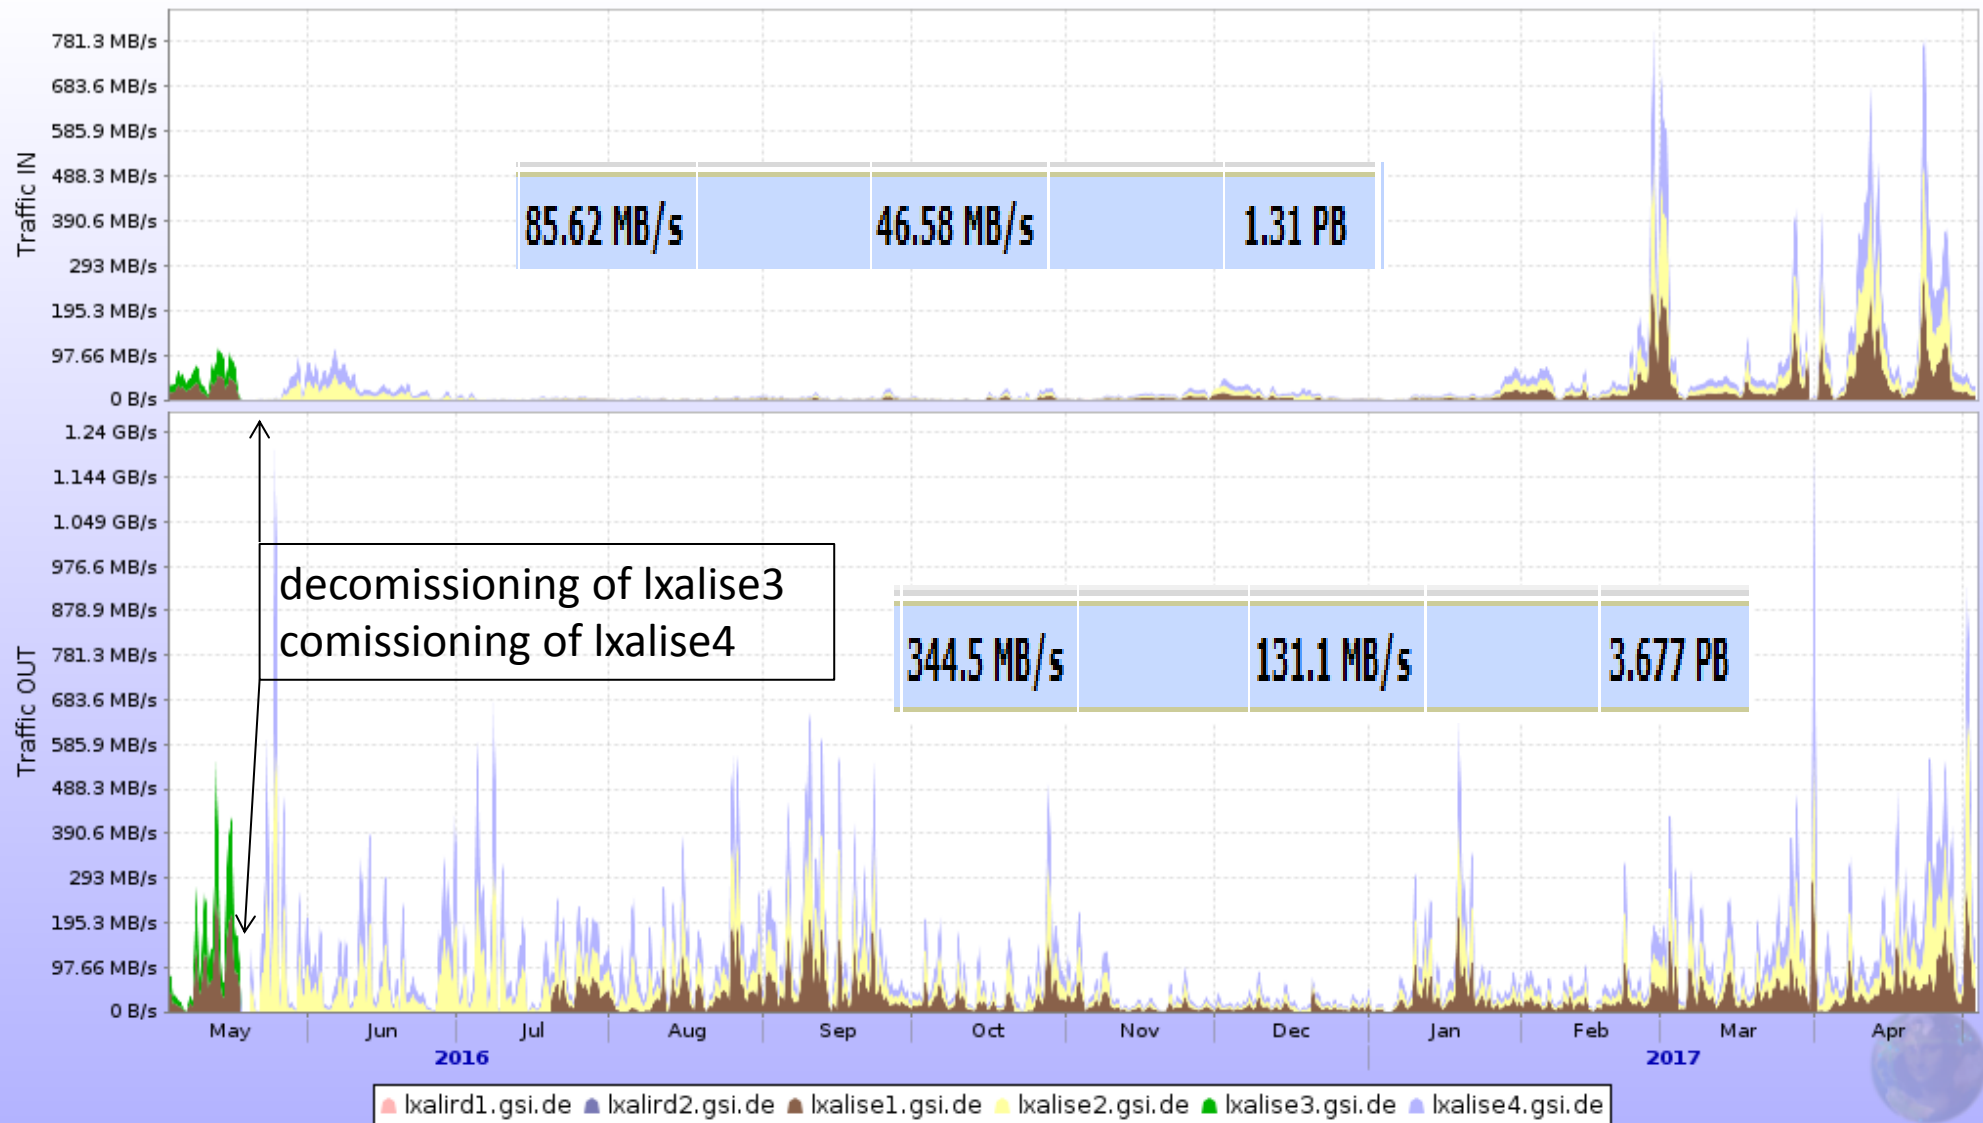 781.3 MB/s
683.6 MB/s
585.9 MB/s
488.3 MB/s
390.6 MB/s
293 MB/s
195.3 MB/s
97.66 MB/s
0 B/s
Traffic IN
85.62 MB/s 46.58 MB/s 1.31 PB
1.24 GB/s
1.144 GB/s
1.049 GB/s
976.6 MB/s
878.9 MB/s
781.3 MB/s
683.6 MB/s
585.9 MB/s
488.3 MB/s
390.6 MB/s
293 MB/s
195.3 MB/s
97.66 MB/s
0 B/s
Traffic OUT
decomissioning of lxalise3
comissioning of lxalise4
344.5 MB/s 131.1 MB/s 3.677 PB
May Jun Jul Aug Sep Oct Nov Dec Jan Feb Mar Apr
2016 2017
lxalird1.gsi.de lxalird2.gsi.de lxalise1.gsi.de lxalise2.gsi.de lxalise3.gsi.de lxalise4.gsi.de